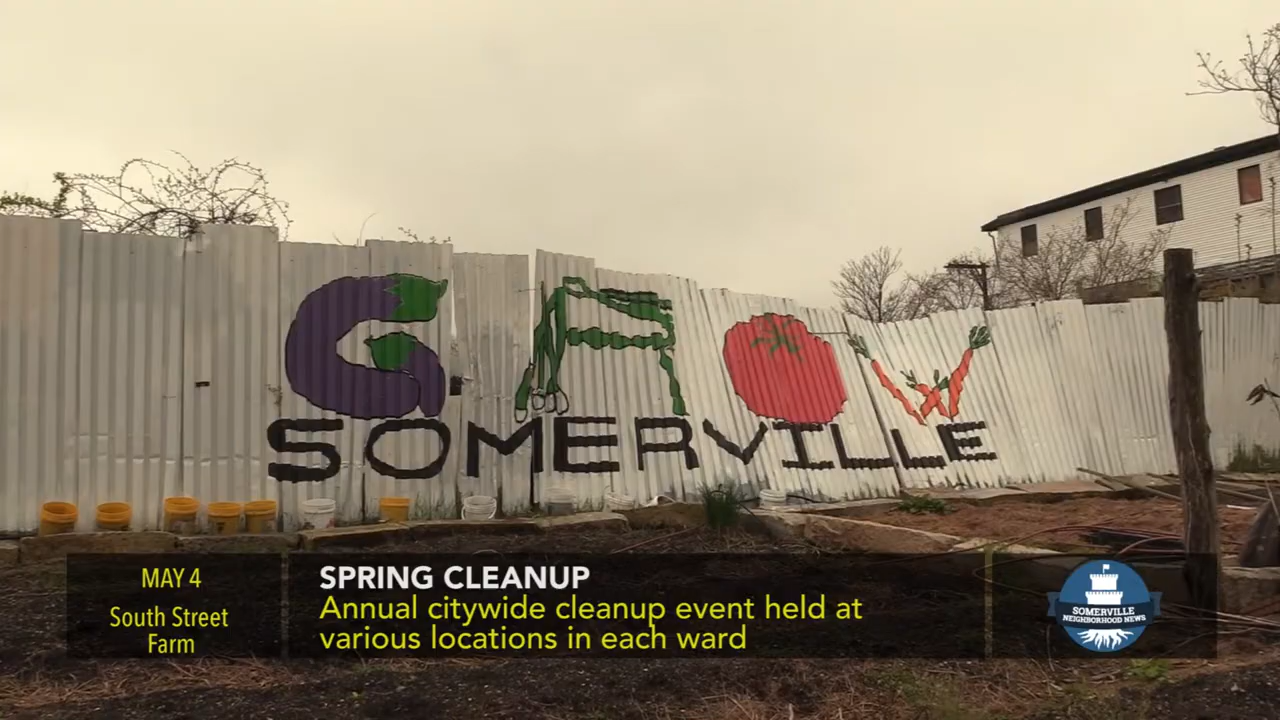 GROW
SOMERVILLE
MAY 4
South Street
Farm
SPRING CLEANUP
Annual citywide cleanup event held at
various locations in each ward
SOMERVILLE
NEIGHBORHOOD NEWS